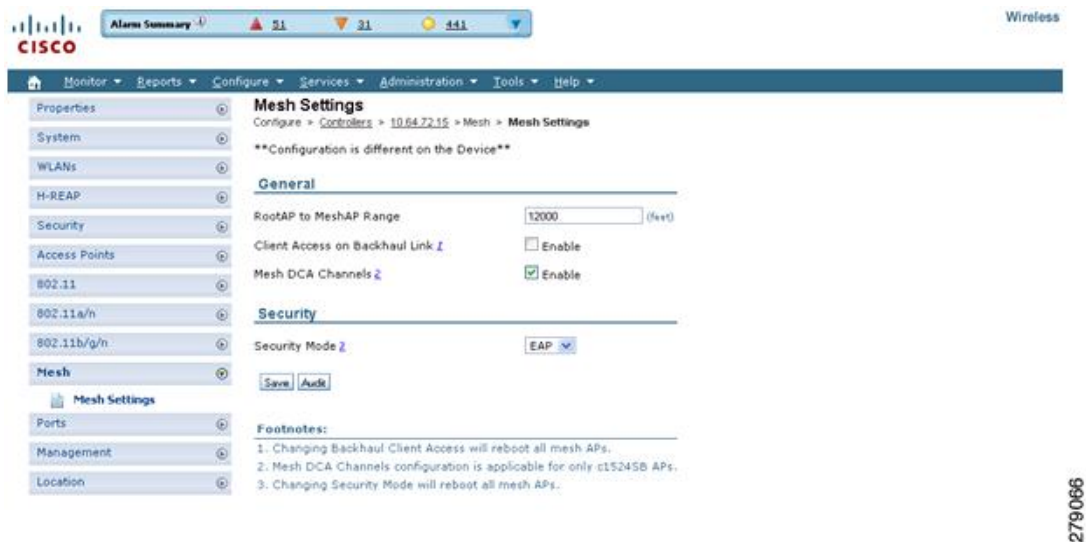 CISCO
Alarm Summary
51 31 441
Wireless
Monitor Reports Configure Services Administration Tools Help
Properties
System
WLANs
H-REAP
Security
Access Points
802.11
802.11a/n
802.11b/g/n
Mesh
Mesh Settings
Ports
Management
Location
Mesh Settings
Configure > Controllers > 10.64.72.15 > Mesh > Mesh Settings
**Configuration is different on the Device**
General
RootAP to MeshAP Range 12000 (feet)
Client Access on Backhaul Link 1 Enable
Mesh DCA Channels 2 Enable
Security
Security Mode 2 EAP
Save Audit
Footnotes:
1. Changing Backhaul Client Access will reboot all mesh APs.
2. Mesh DCA Channels configuration is applicable for only c1524SB APs.
3. Changing Security Mode will reboot all mesh APs.
279066